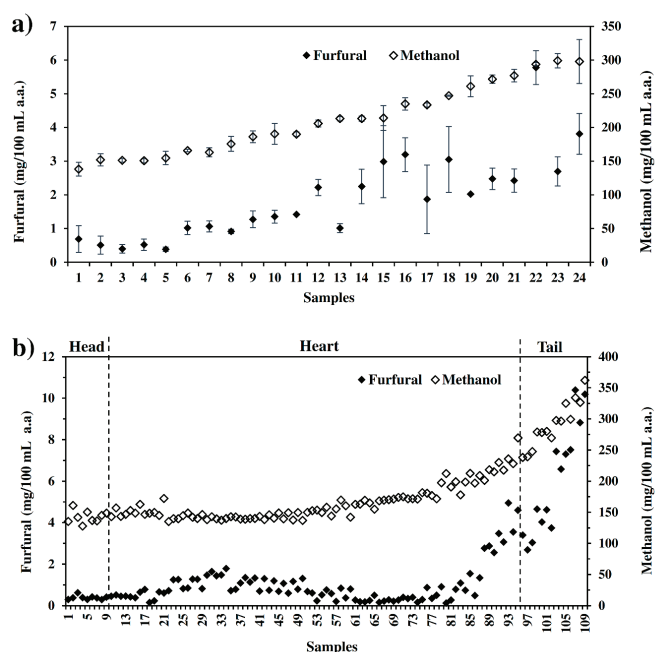 a)
7
6
5
4
3
2
1
0
350
300
250
200
150
100
50
0
Furfural (mg/100 mL a.a.)
Methanol (mg/100 mL a.a.)
Furfural Methanol
1 2 3 4 5 6 7 8 9 10 11 12 13 14 15 16 17 18 19 20 21 22 23 24
Samples
b)
Head Heart Tail
12
10
8
6
4
2
0
400
350
300
250
200
150
100
50
0
Furfural (mg/100 mL a.a)
Methanol (mg/100 mL a.a.)
Furfural Methanol
1 5 9 13 17 21 25 29 33 37 41 45 49 53 57 61 65 69 73 77 81 85 89 93 97 101 105 109
Samples